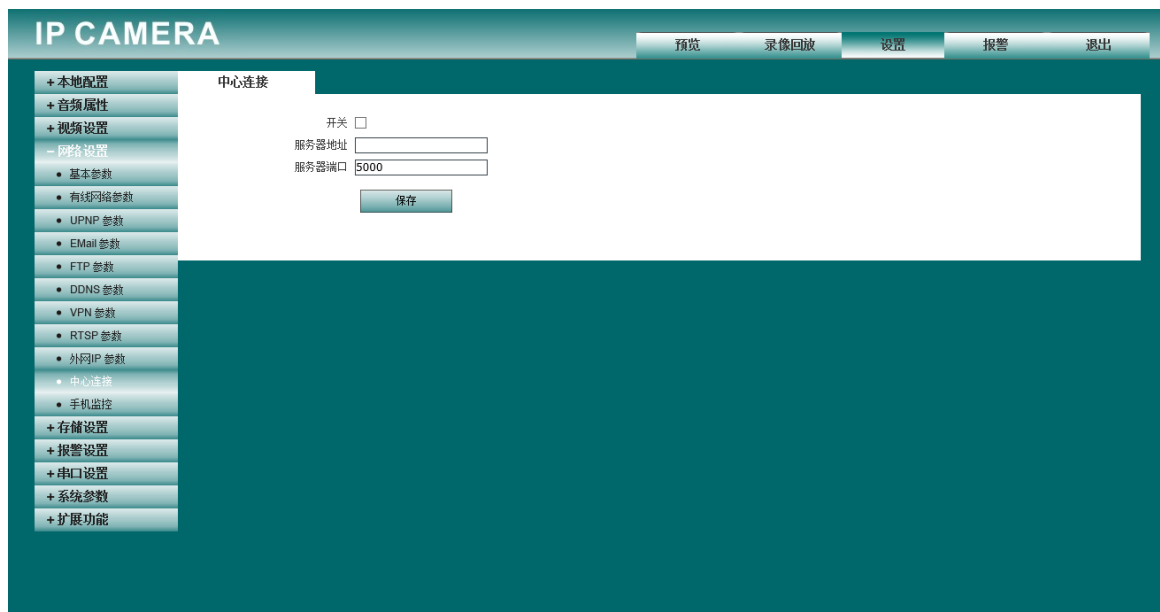 IP CAMERA
预览 录像回放 设置 报警 退出
+本地配置
+音频属性
+视频设置
−网络设置
• 基本参数
• 有线网络参数
• UPNP 参数
• EMail 参数
• FTP 参数
• DDNS 参数
• VPN 参数
• RTSP 参数
• 外网IP 参数
• 中心连接
• 手机监控
+存储设置
+报警设置
+串口设置
+系统参数
+扩展功能
中心连接
开关
服务器地址
服务器端口 5000
保存